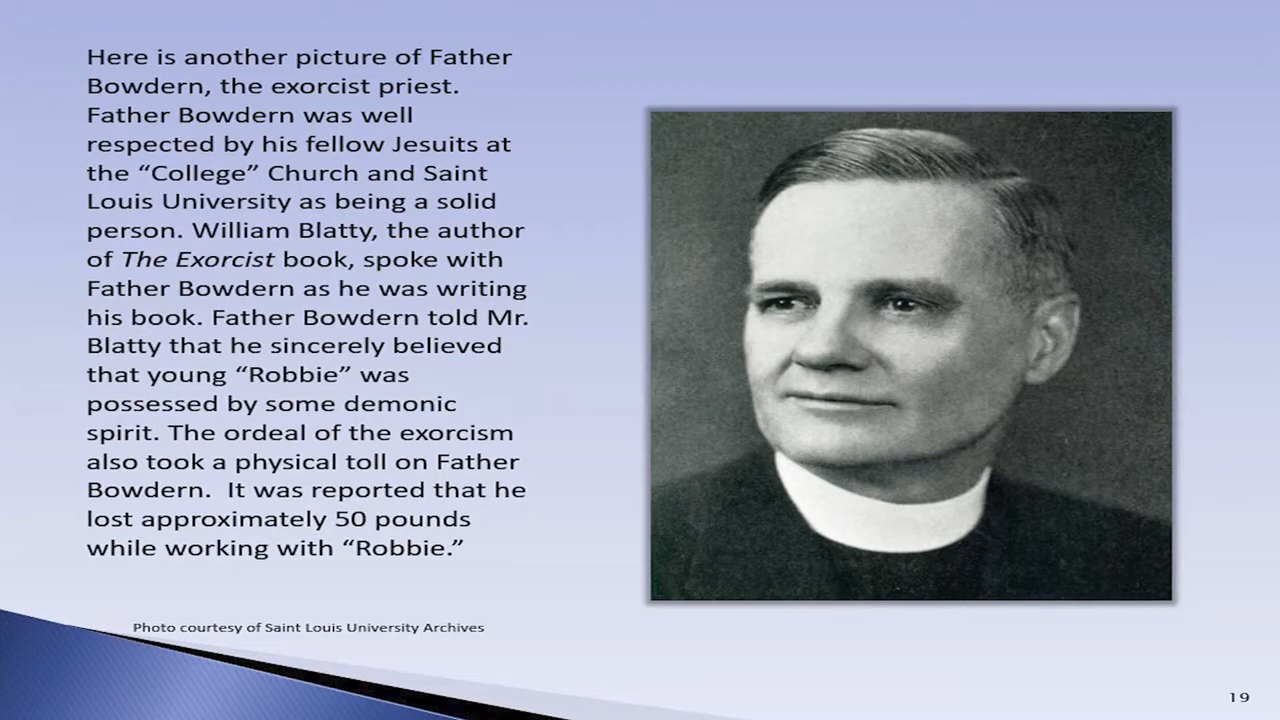 Here is another picture of Father
Bowdern, the exorcist priest.
Father Bowdern was well
respected by his fellow Jesuits at
the “College” Church and Saint
Louis University as being a solid
person. William Blatty, the author
of The Exorcist book, spoke with
Father Bowdern as he was writing
his book. Father Bowdern told Mr.
Blatty that he sincerely believed
that young “Robbie” was
possessed by some demonic
spirit. The ordeal of the exorcism
also took a physical toll on Father
Bowdern.  It was reported that he
lost approximately 50 pounds
while working with “Robbie.”
Photo courtesy of Saint Louis University Archives
19